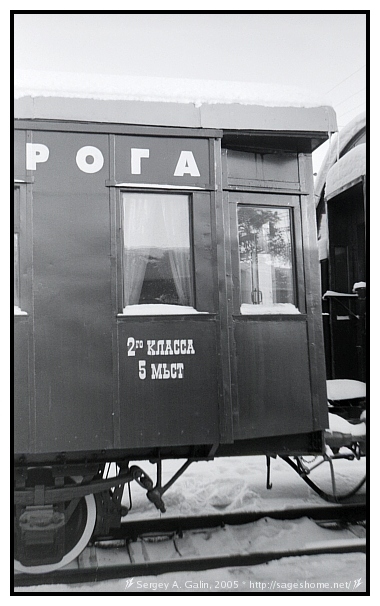 РОГА
2го КЛАССА
5 МѢСТ
Sergey A. Galin, 2005 * http://sageshome.net/